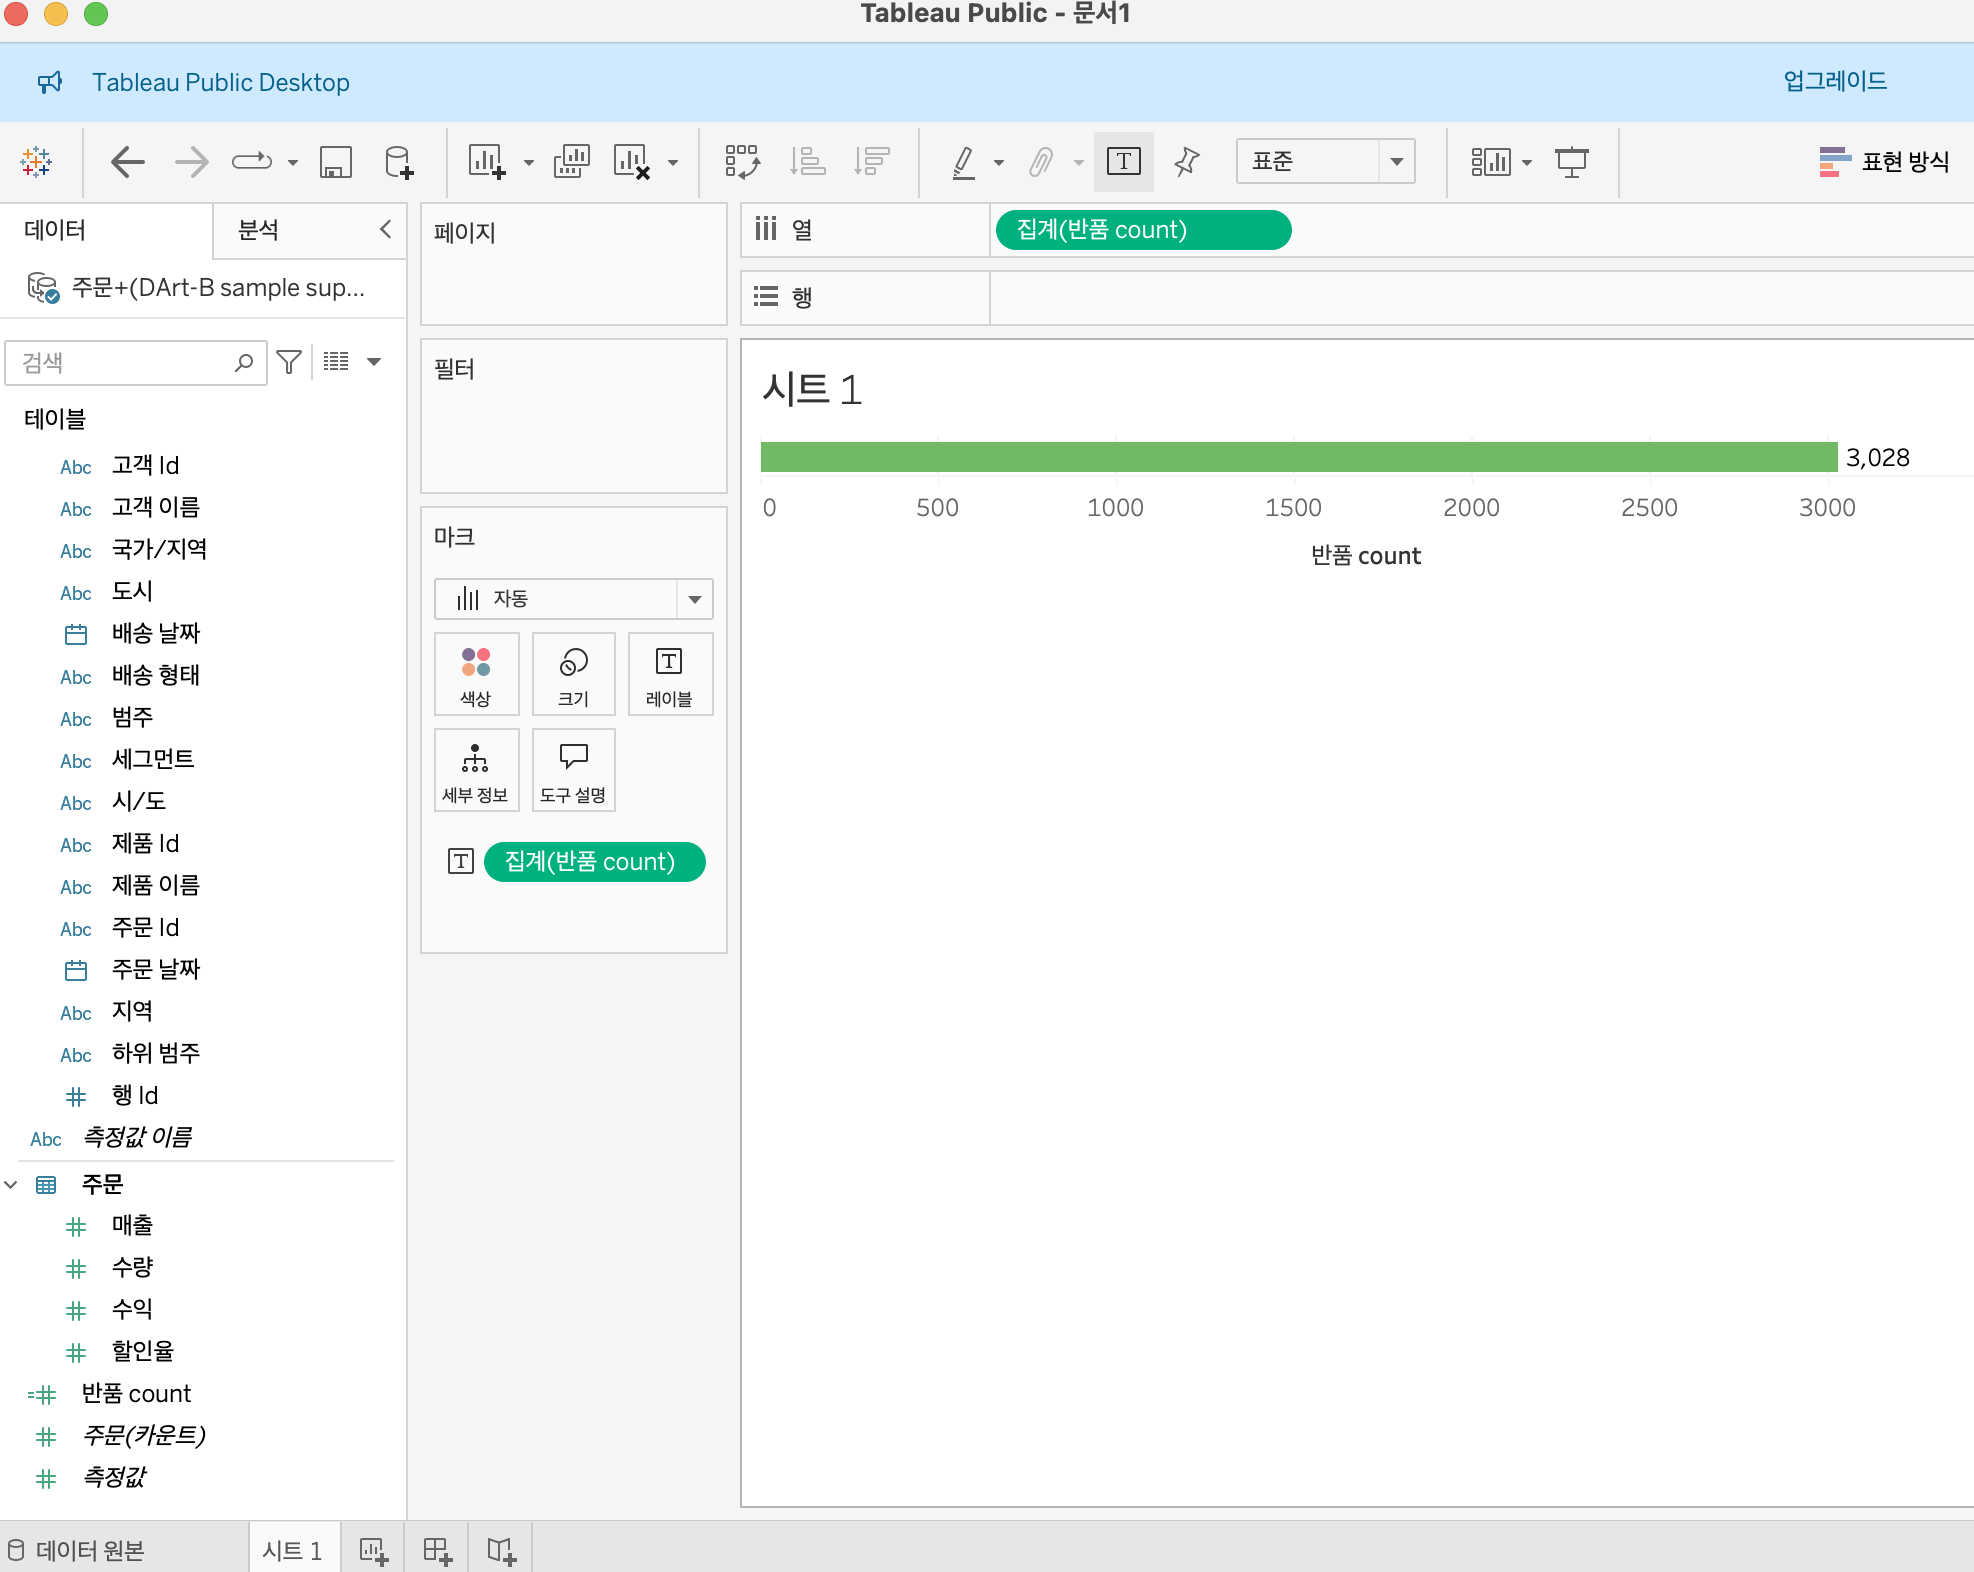 Tableau Public - 문서1
Tableau Public Desktop
업그레이드
표준
표현 방식
데이터
분석
주문+(DArt-B sample sup...
검색
테이블
Abc 고객 Id
Abc 고객 이름
Abc 국가/지역
Abc 도시
배송 날짜
Abc 배송 형태
Abc 범주
Abc 세그먼트
Abc 시/도
Abc 제품 Id
Abc 제품 이름
Abc 주문 Id
주문 날짜
Abc 지역
Abc 하위 범주
# 행 Id
Abc 측정값 이름
주문
# 매출
# 수량
# 수익
# 할인율
=# 반품 count
# 주문(카운트)
# 측정값
페이지
필터
마크
자동
색상
크기
T
레이블
세부 정보
도구 설명
T 집계(반품 count)
열 집계(반품 count)
행
시트 1
3,028
0 500 1000 1500 2000 2500 3000
반품 count
데이터 원본
시트 1